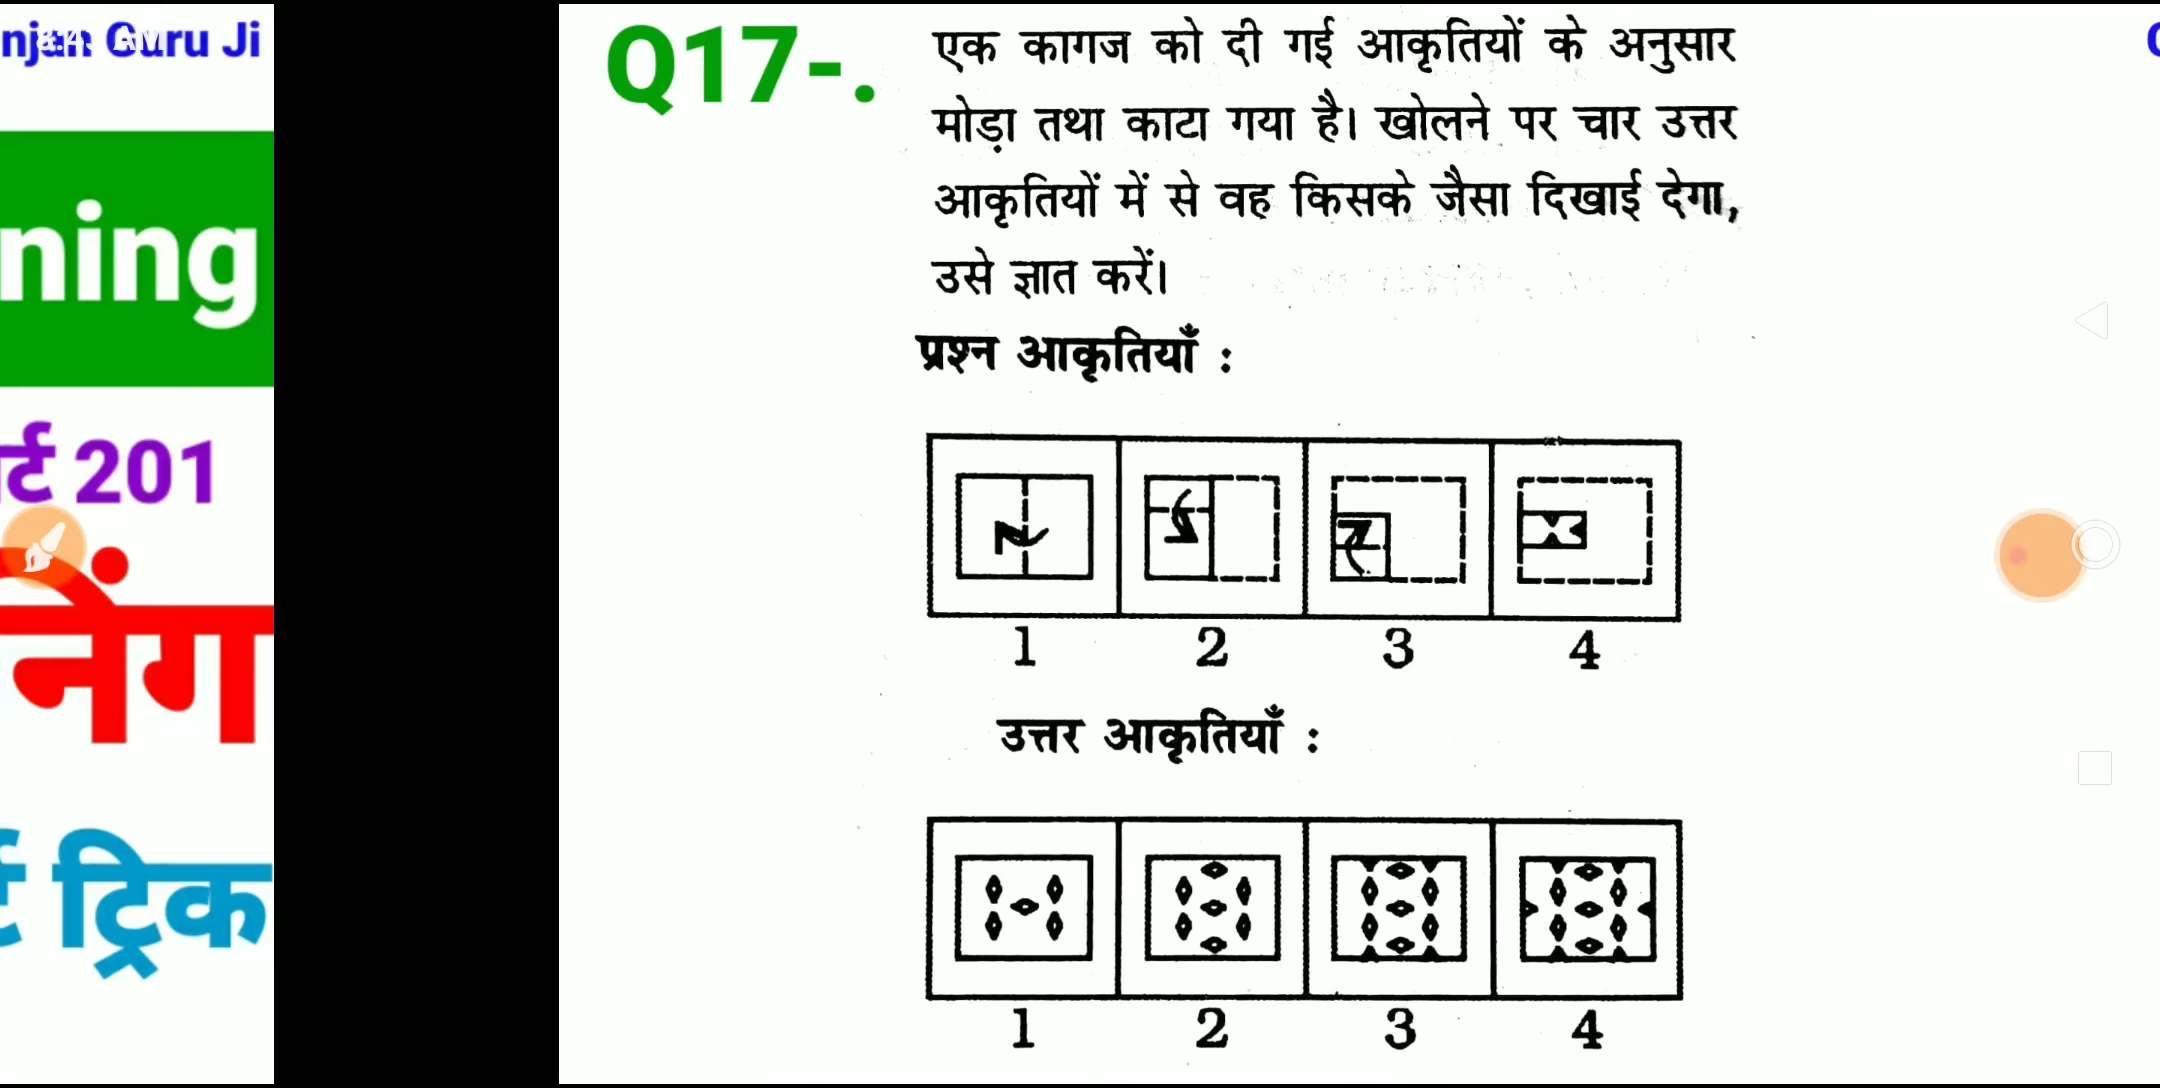 njan Guru Ji
ning
र्ट 201
निंग
र्ट ट्रिक
Q17-.
एक कागज को दी गई आकृतियों के अनुसार
मोड़ा तथा काटा गया है। खोलने पर चार उत्तर
आकृतियों में से वह किसके जैसा दिखाई देगा,
उसे ज्ञात करें।
प्रश्न आकृतियाँ :
1 2 3 4
उत्तर आकृतियाँ :
1 2 3 4